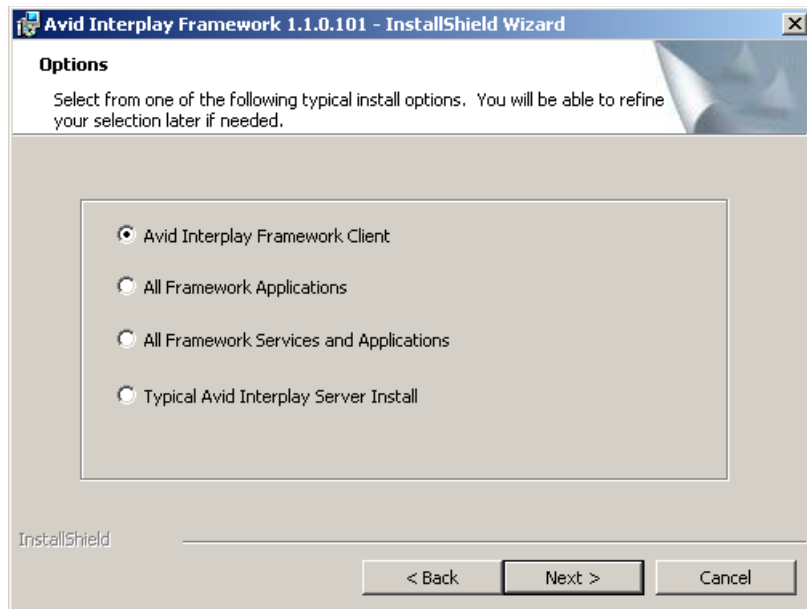 Avid Interplay Framework 1.1.0.101 - InstallShield Wizard
Options
Select from one of the following typical install options. You will be able to refine
your selection later if needed.
Avid Interplay Framework Client
All Framework Applications
All Framework Services and Applications
Typical Avid Interplay Server Install
InstallShield
< Back Next > Cancel